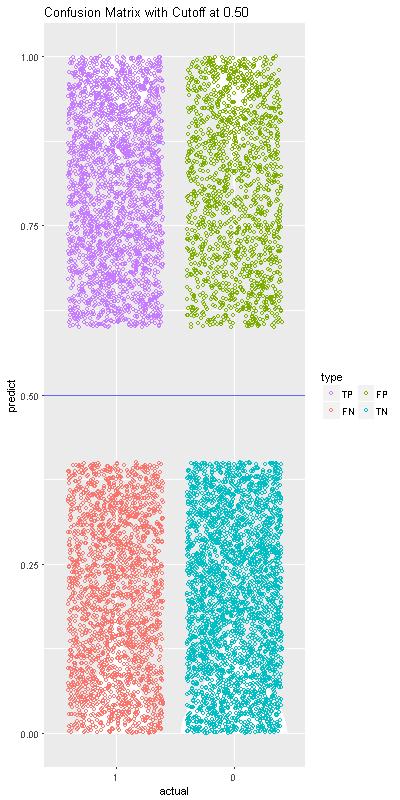 Confusion Matrix with Cutoff at 0.50
1.00
0.75
0.50
0.25
0.00
predict
1 0
actual
type
TP FP
FN TN